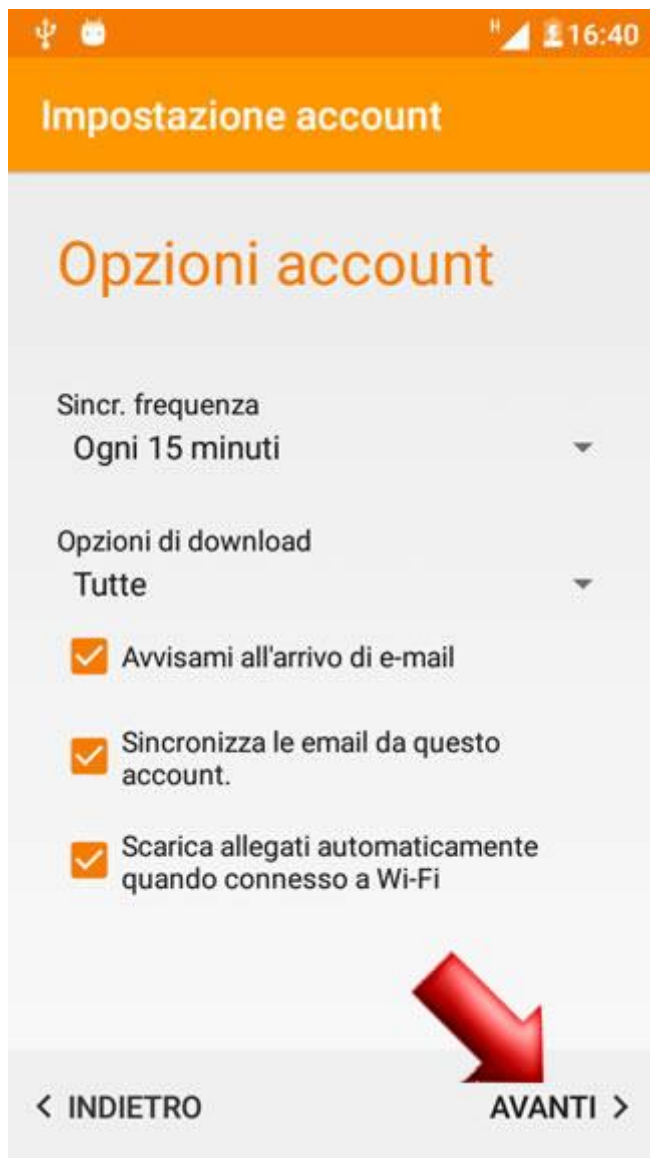 H 16:40
Impostazione account
Opzioni account
Sincr. frequenza
Ogni 15 minuti
Opzioni di download
Tutte
Avvisami all'arrivo di e-mail
Sincronizza le email da questo
account.
Scarica allegati automaticamente
quando connesso a Wi-Fi
< INDIETRO AVANTI >